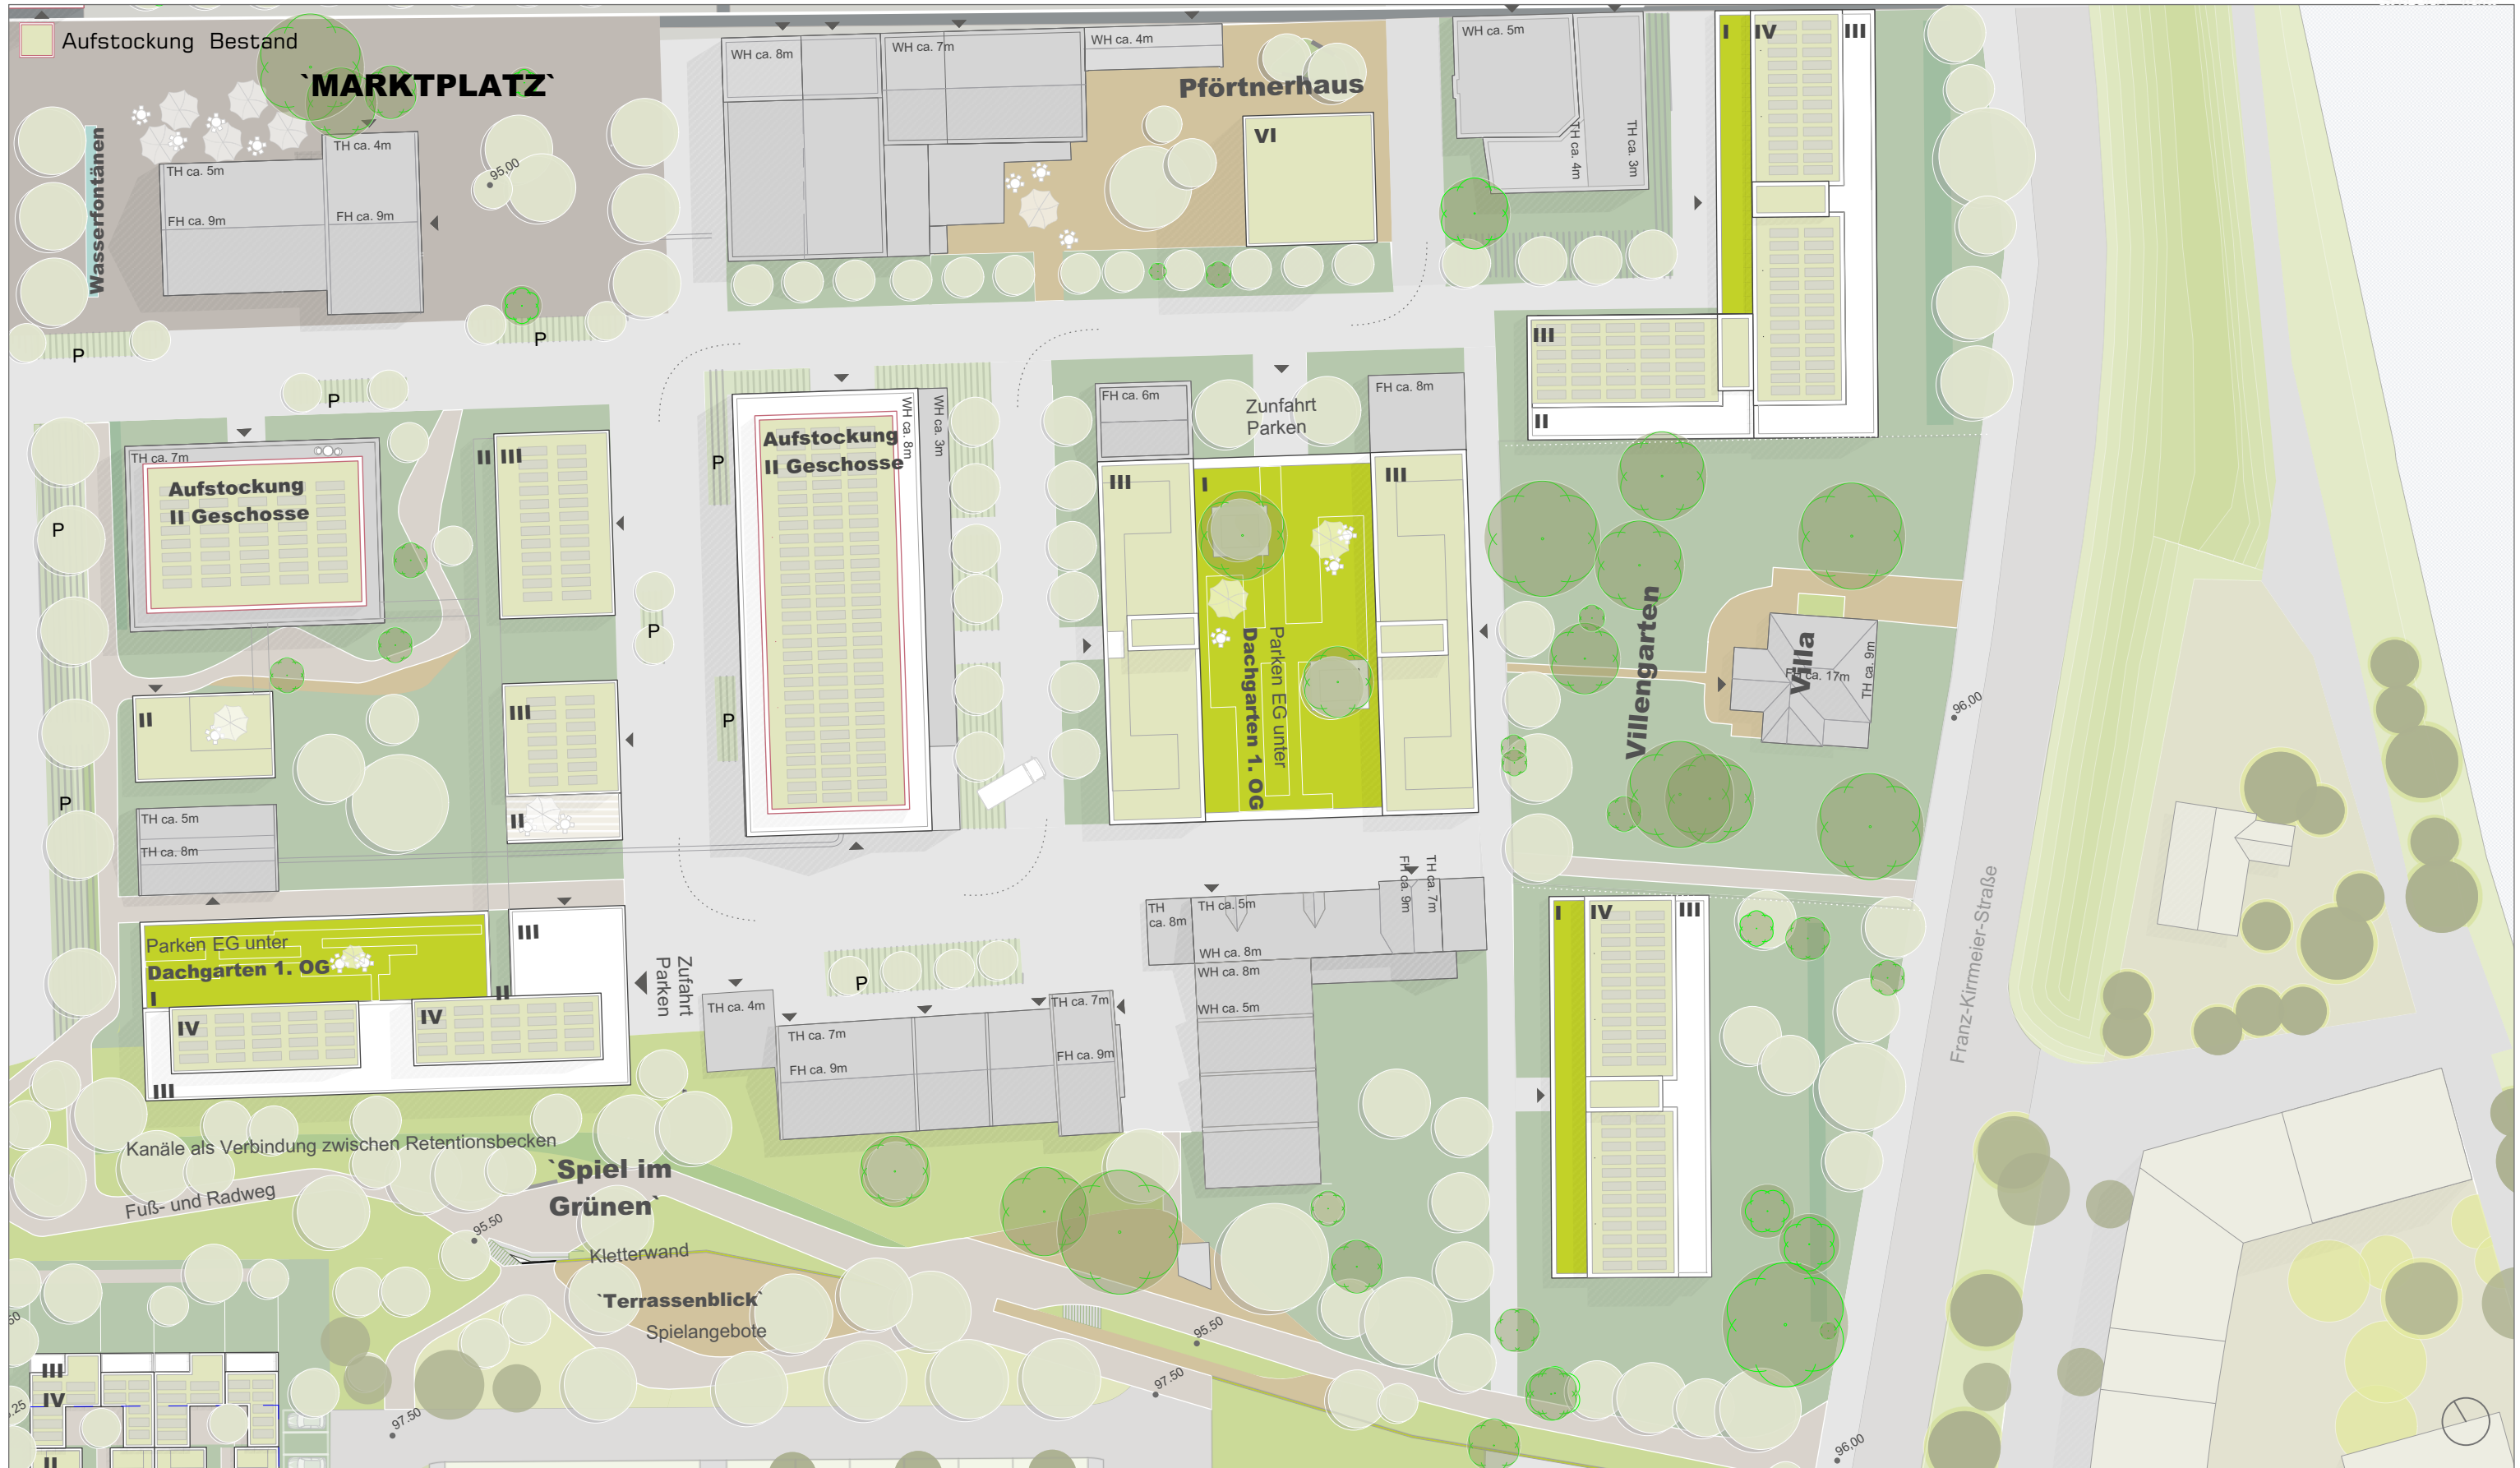 Aufstockung Bestand
`MARKTPLATZ`
Wasserfontänen
TH ca. 4m
TH ca. 5m
FH ca. 9m
FH ca. 9m
95,00
WH ca. 8m
WH ca. 7m
WH ca. 4m
Pförtnerhaus
VI
WH ca. 5m
TH ca. 4m
TH ca. 3m
I
IV
III
III
II
P
P
P
TH ca. 7m
Aufstockung
II Geschosse
II
III
P
P
P
P
P
Aufstockung
II Geschosse
WH ca. 8m
WH ca. 3m
FH ca. 6m
Zunfahrt
Parken
FH ca. 8m
III
I
III
Parken EG unter
Dachgarten 1. OG
Villengarten
Villa
FH ca. 17m
TH ca. 9m
96,00
II
III
II
TH ca. 5m
TH ca. 8m
Parken EG unter
Dachgarten 1. OG
I
III
II
IV
IV
III
Zufahrt
Parken
P
TH ca. 4m
TH ca. 7m
FH ca. 9m
TH ca. 7m
FH ca. 9m
TH
ca. 8m
TH ca. 5m
WH ca. 8m
WH ca. 8m
WH ca. 5m
FH ca. 9m
TH ca. 7m
I
IV
III
Franz-Kirmeier-Straße
Kanäle als Verbindung zwischen Retentionsbecken
Fuß- und Radweg
`Spiel im
Grünen`
95.50
Kletterwand
`Terrassenblick`
Spielangebote
95.50
97.50
97.50
96,00
III
IV
II